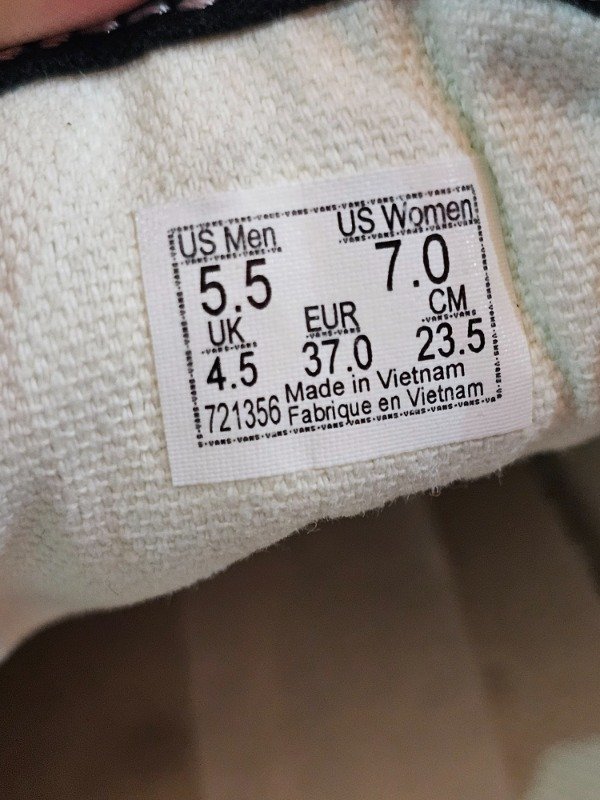 US Men US Women
5.5 7.0
UK EUR CM
4.5 37.0 23.5
Made in Vietnam
721356 Fabrique en Vietnam